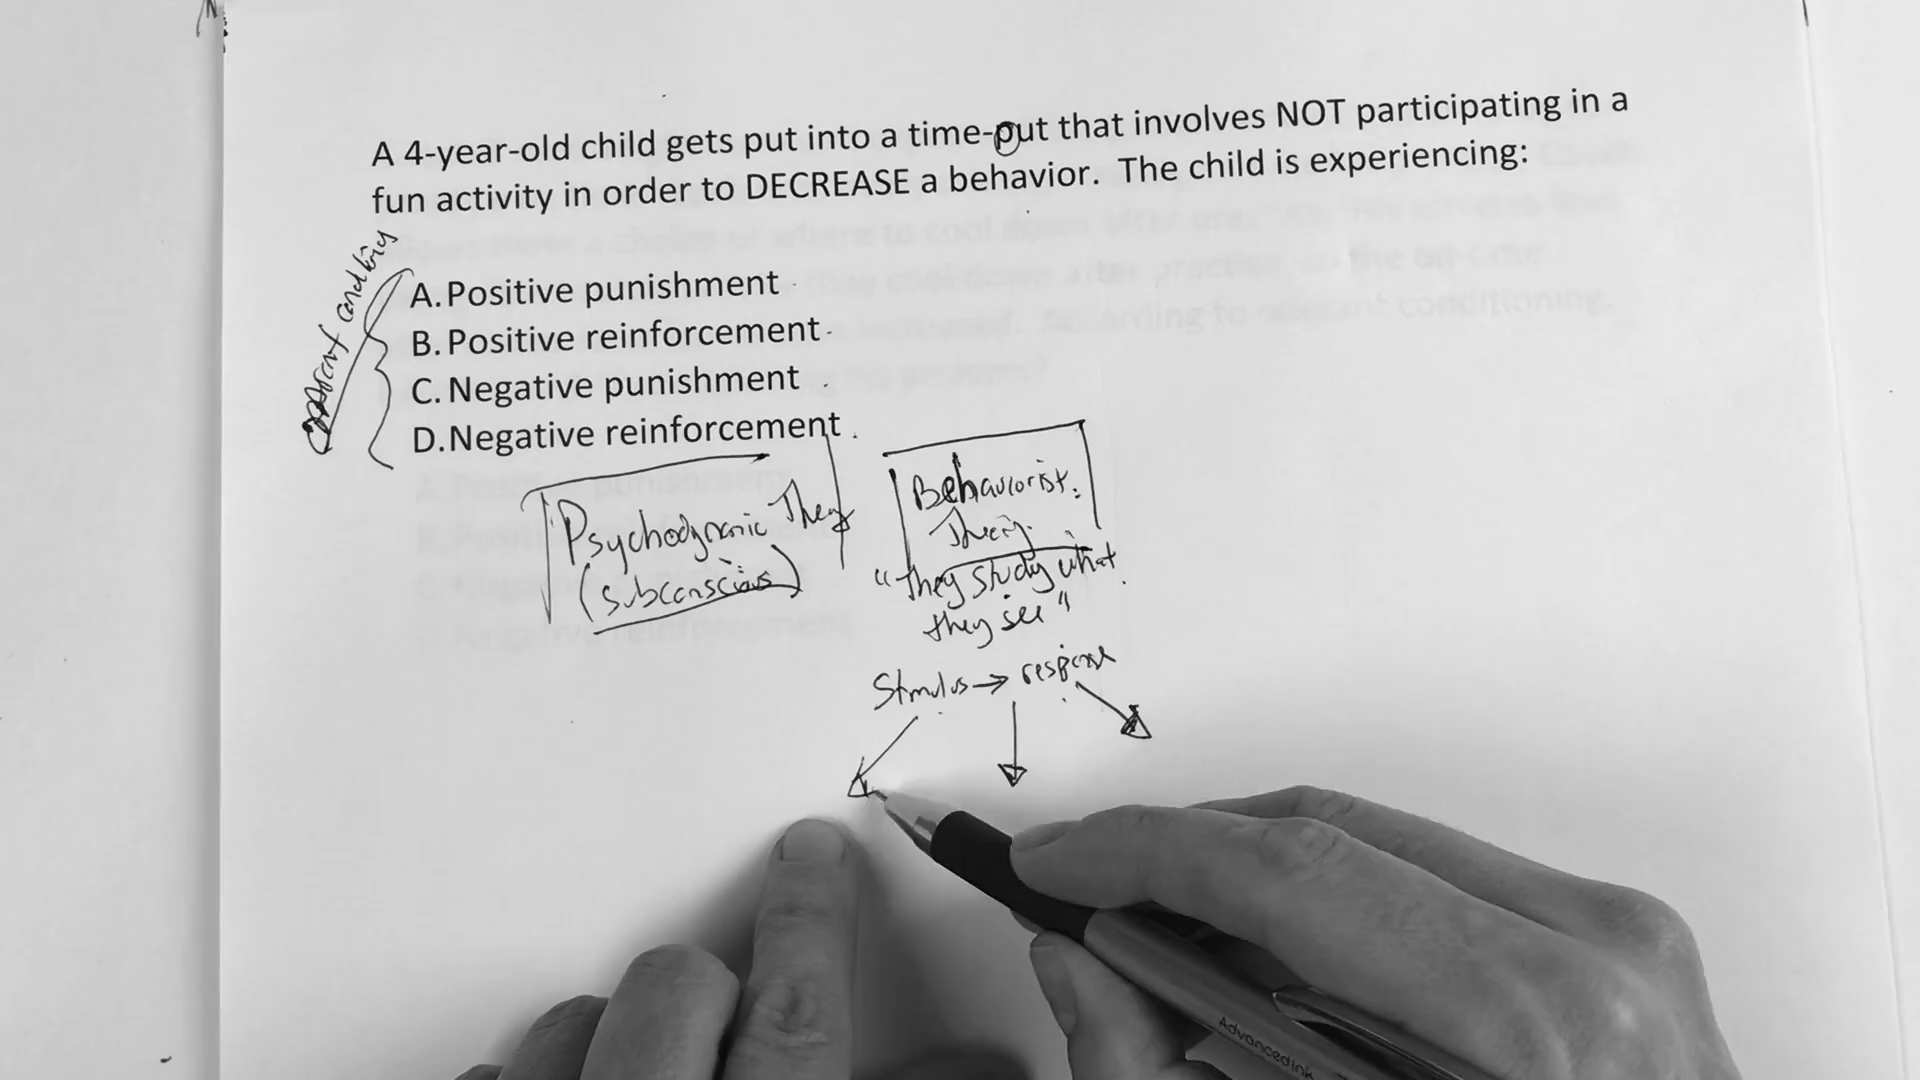 A 4-year-old child gets put into a time-out that involves NOT participating in a
fun activity in order to DECREASE a behavior. The child is experiencing:
A. Positive punishment
B. Positive reinforcement
C. Negative punishment
D. Negative reinforcement
Psychodynamic
(subconscious)
Behaviorist
"they study what
they see"
Stimulus → response
AdvancedInk